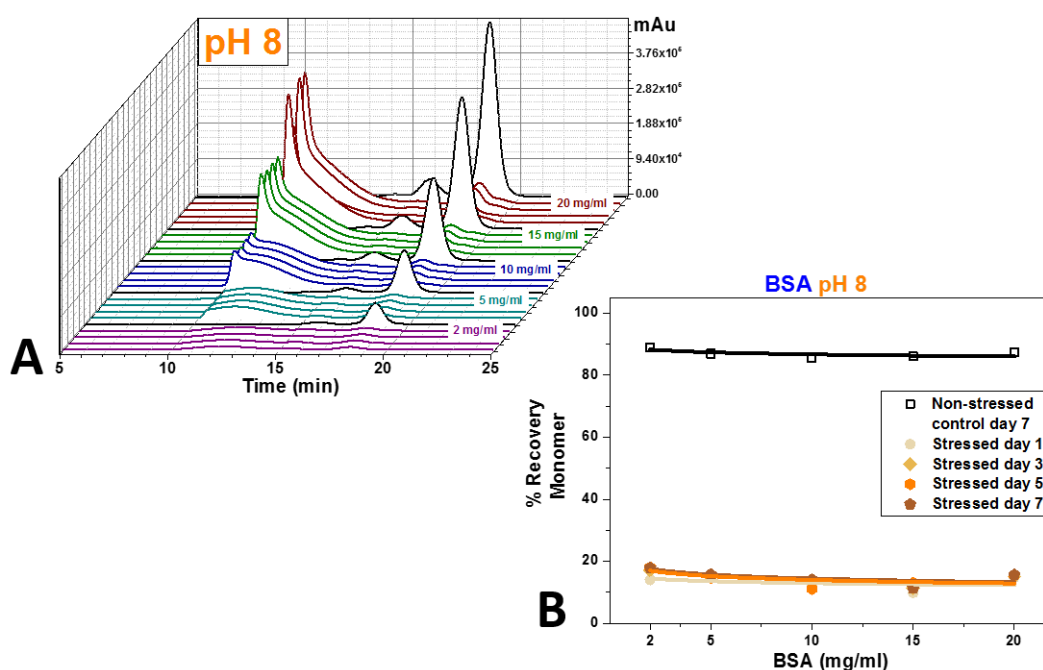 pH 8
mAu
3.76x10⁵
2.82x10⁵
1.88x10⁵
9.40x10⁴
0.00
20 mg/ml
15 mg/ml
10 mg/ml
5 mg/ml
2 mg/ml
A
5 10 15 20 25
Time (min)
BSA pH 8
100
80
60
40
20
0
% Recovery
Monomer
Non-stressed
control day 7
Stressed day 1
Stressed day 3
Stressed day 5
Stressed day 7
B
2 5 10 15 20
BSA (mg/ml)